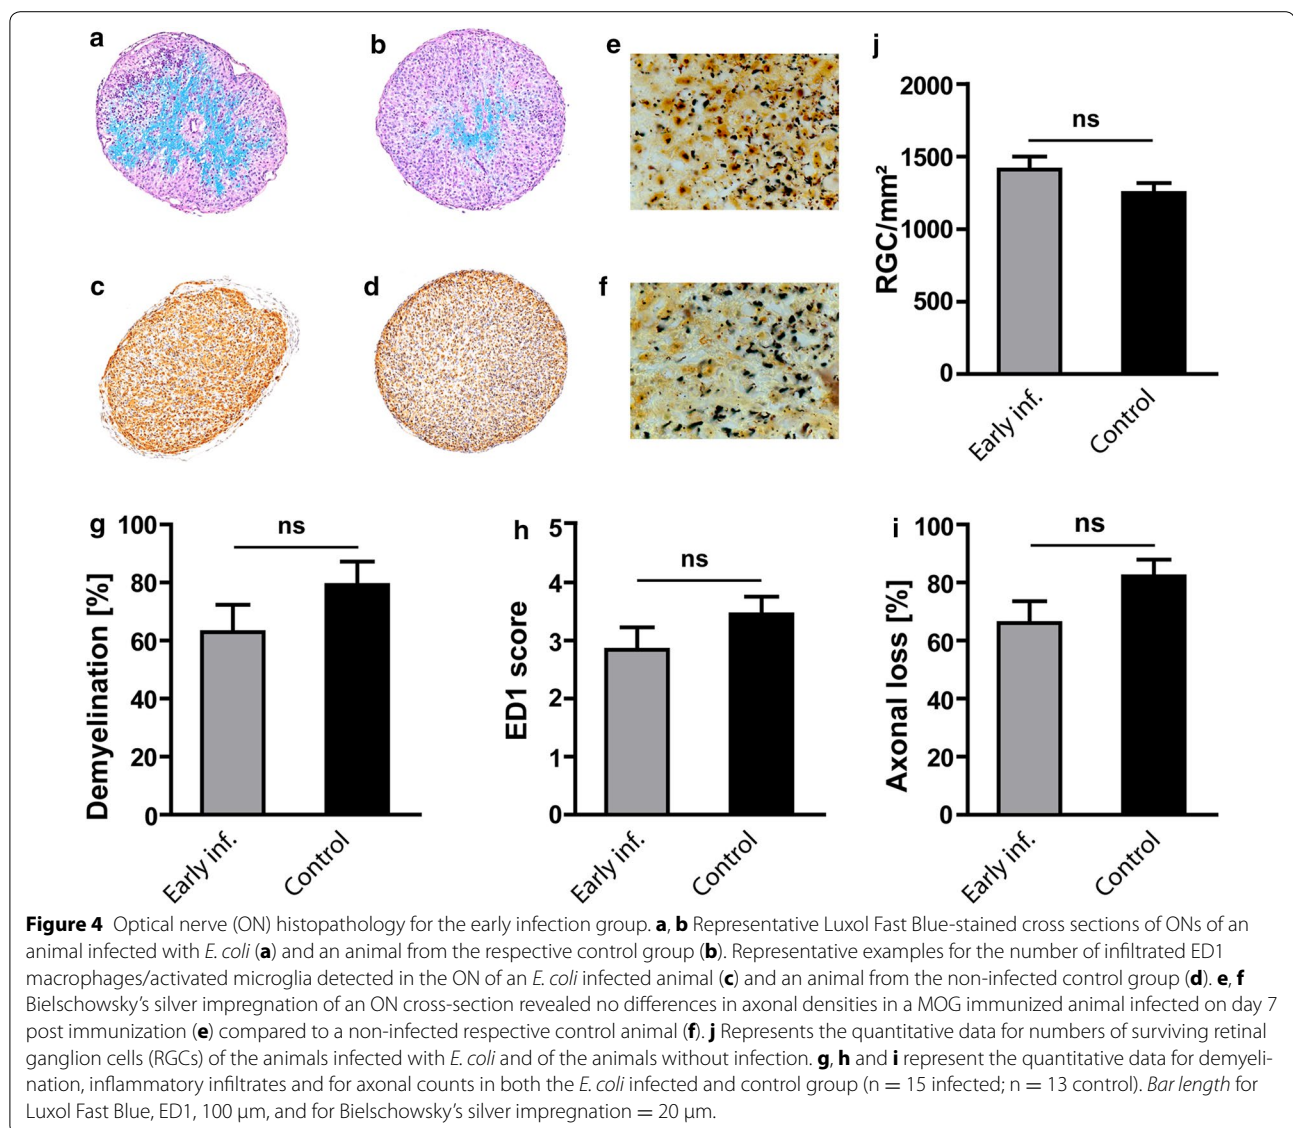 a
b
e
j
2000
1500
1000
500
0
RGC/mm²
ns
Early inf.
Control
c
d
f
g
100
80
60
40
20
0
Demyelination [%]
ns
Early inf.
Control
h
5
4
3
2
1
0
ED1 score
ns
Early inf.
Control
i
100
80
60
40
20
0
Axonal loss [%]
ns
Early inf.
Control
Figure 4 Optical nerve (ON) histopathology for the early infection group. a, b Representative Luxol Fast Blue-stained cross sections of ONs of an
animal infected with E. coli (a) and an animal from the respective control group (b). Representative examples for the number of infiltrated ED1
macrophages/activated microglia detected in the ON of an E. coli infected animal (c) and an animal from the non-infected control group (d). e, f
Bielschowsky's silver impregnation of an ON cross-section revealed no differences in axonal densities in a MOG immunized animal infected on day 7
post immunization (e) compared to a non-infected respective control animal (f). j Represents the quantitative data for numbers of surviving retinal
ganglion cells (RGCs) of the animals infected with E. coli and of the animals without infection. g, h and i represent the quantitative data for demyeli-
nation, inflammatory infiltrates and for axonal counts in both the E. coli infected and control group (n = 15 infected; n = 13 control). Bar length for
Luxol Fast Blue, ED1, 100 µm, and for Bielschowsky's silver impregnation = 20 µm.